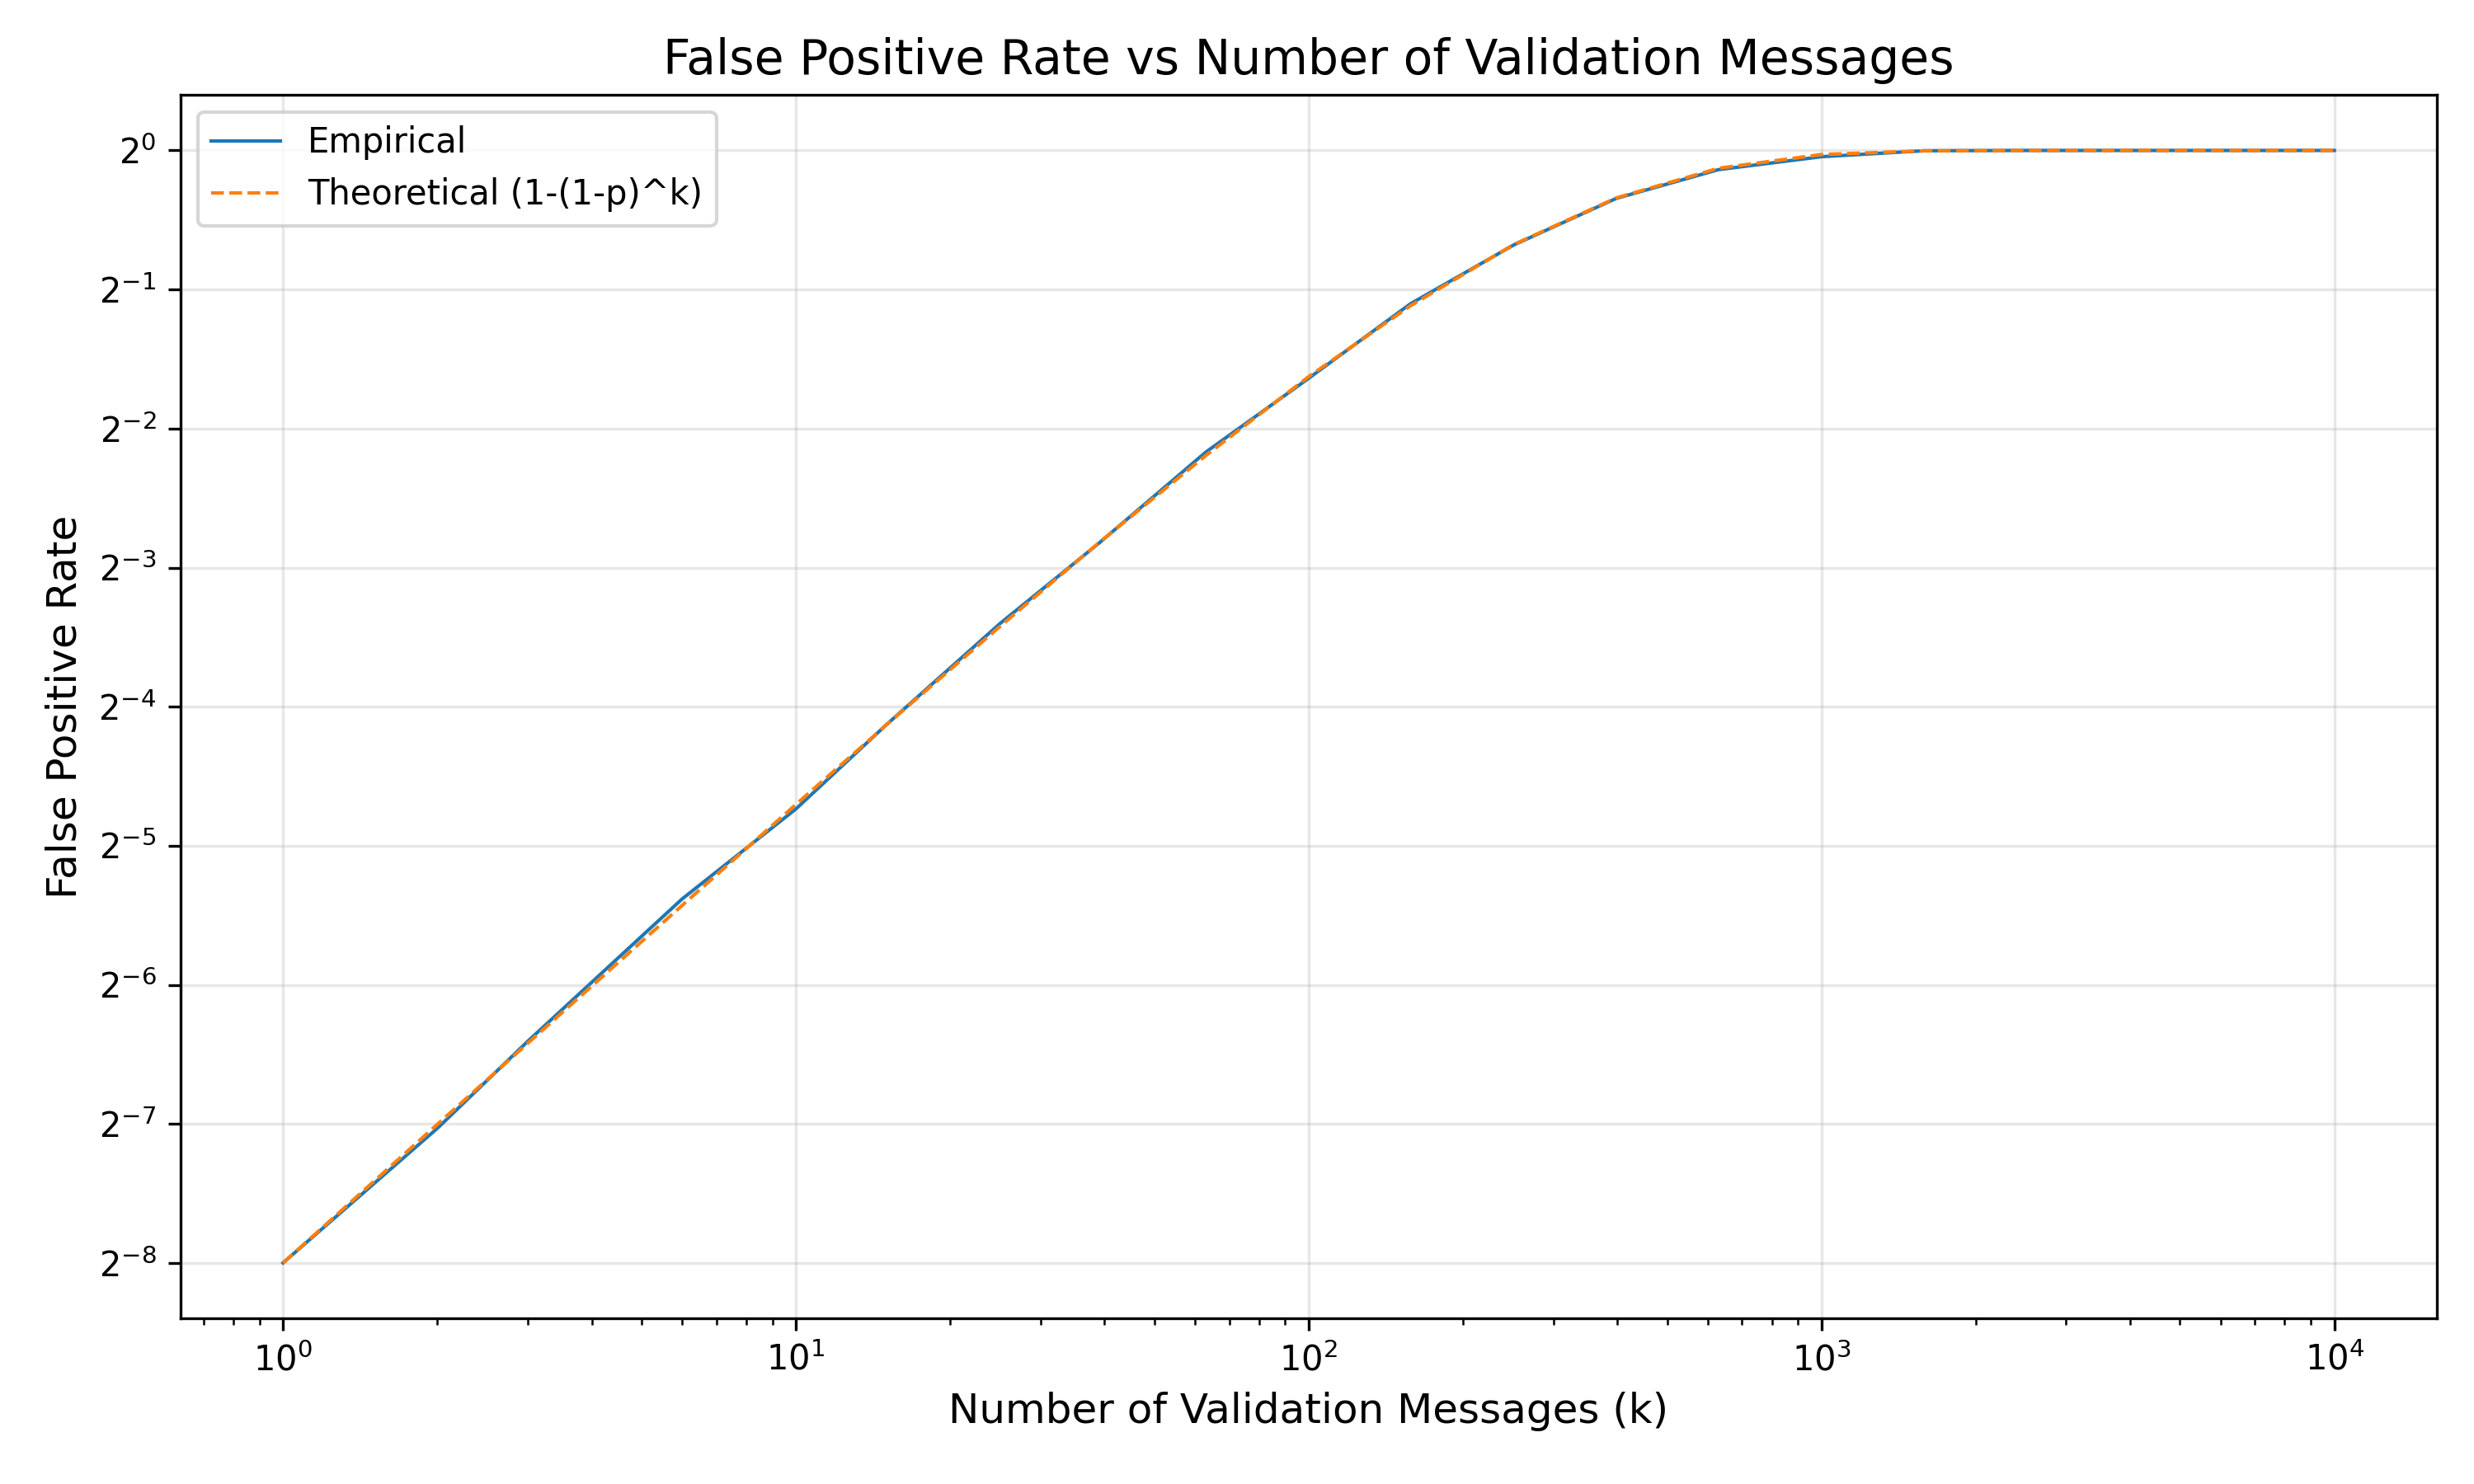 False Positive Rate vs Number of Validation Messages
Empirical
Theoretical (1-(1-p)^k)
2⁰
2⁻¹
2⁻²
2⁻³
2⁻⁴
2⁻⁵
2⁻⁶
2⁻⁷
2⁻⁸
False Positive Rate
10⁰ 10¹ 10² 10³ 10⁴
Number of Validation Messages (k)